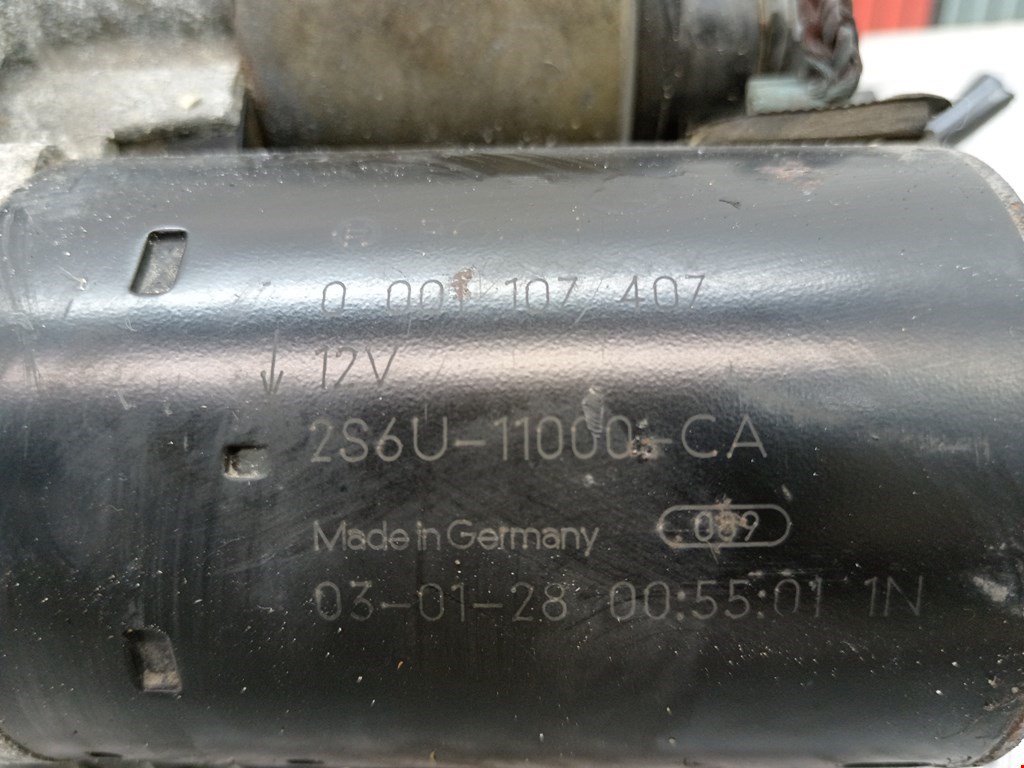 0 001 107 407
12V
2S6U-11000-CA
Made in Germany 089
03-01-28 00:55:01 1N